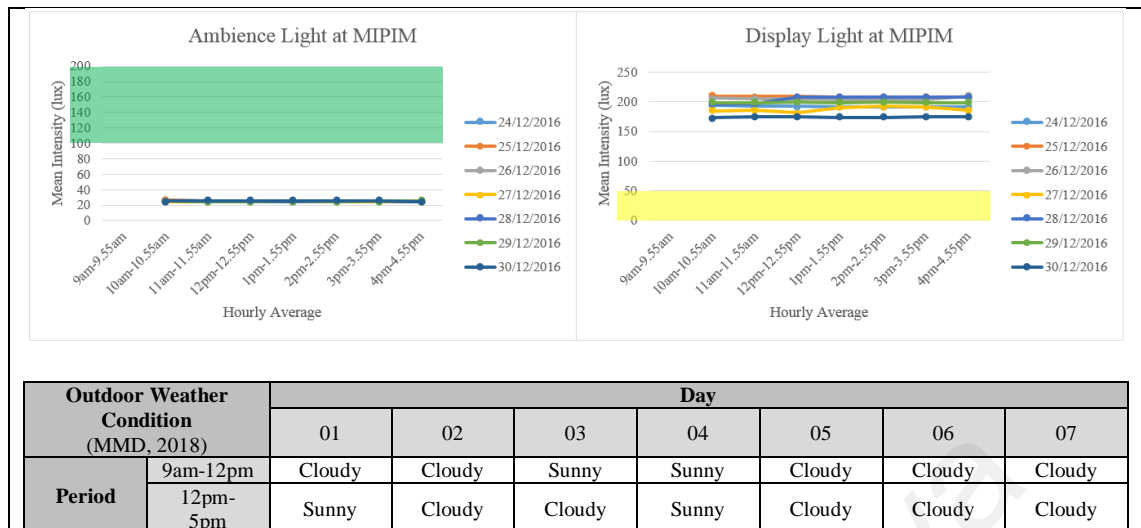 Ambience Light at MIPIM
Mean Intensity (lux)
200
180
160
140
120
100
80
60
40
20
0
9am-9.55am
10am-10.55am
11am-11.55am
12pm-12.55pm
1pm-1.55pm
2pm-2.55pm
3pm-3.55pm
4pm-4.55pm
Hourly Average
24/12/2016
25/12/2016
26/12/2016
27/12/2016
28/12/2016
29/12/2016
30/12/2016
Display Light at MIPIM
Mean Intensity (lux)
250
200
150
100
50
0
9am-9.55am
10am-10.55am
11am-11.55am
12pm-12.55pm
1pm-1.55pm
2pm-2.55pm
3pm-3.55pm
4pm-4.55pm
Hourly Average
24/12/2016
25/12/2016
26/12/2016
27/12/2016
28/12/2016
29/12/2016
30/12/2016
Outdoor Weather Day
Condition
(MMD, 2018) 01 02 03 04 05 06 07
Period 9am-12pm Cloudy Cloudy Sunny Sunny Cloudy Cloudy Cloudy
12pm-
5pm Sunny Cloudy Cloudy Sunny Cloudy Cloudy Cloudy